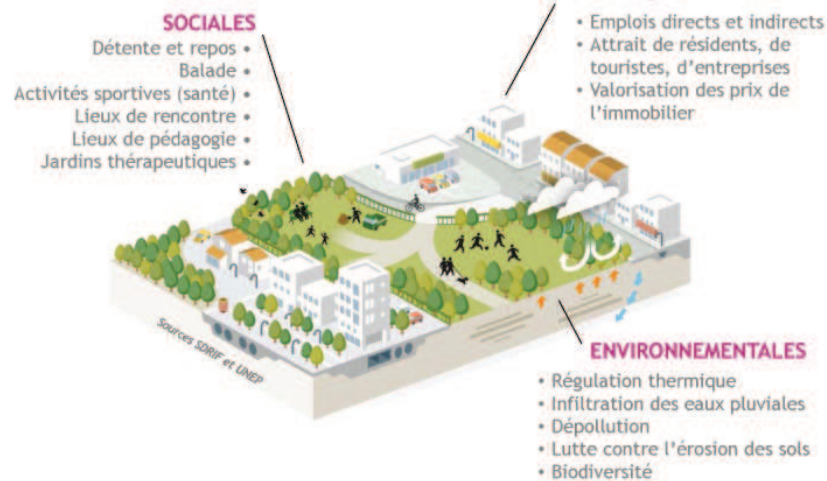 SOCIALES
Détente et repos •
Balade •
Activités sportives (santé) •
Lieux de rencontre •
Lieux de pédagogie •
Jardins thérapeutiques •
• Emplois directs et indirects
• Attrait de résidents, de
touristes, d'entreprises
• Valorisation des prix de
l'immobilier
Sources SDRIF et UNEP
ENVIRONNEMENTALES
• Régulation thermique
• Infiltration des eaux pluviales
• Dépollution
• Lutte contre l'érosion des sols
• Biodiversité